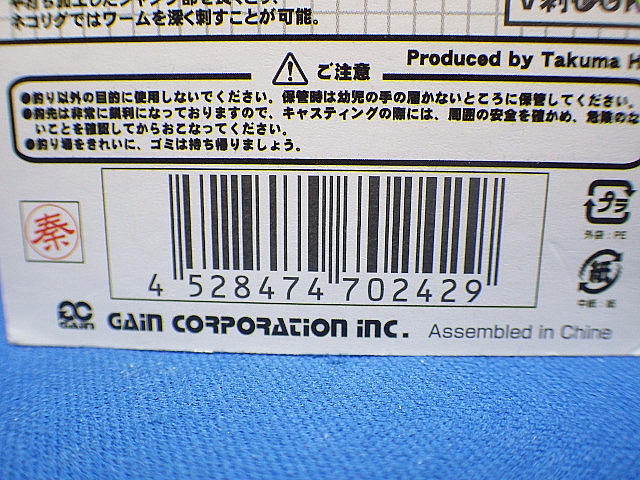 ネコリグではワームを深く刺すことが可能。
Produced by Takuma H
ご注意
●釣り以外の目的に使用しないでください。保管時は幼児の手の届かないところに保管してください。
●釣先は非常に鋭利になっておりますので、キャスティングの際には、周囲の安全を確かめ、危険のな
いことを確認してからおこなってください。
●釣り場をきれいに、ゴミは持ち帰りましょう。
秦
プラ
外袋:PE
紙
中紙:紙
4 528474 702429
GAIN
GAIN CORPORATION INC.
Assembled in Chine